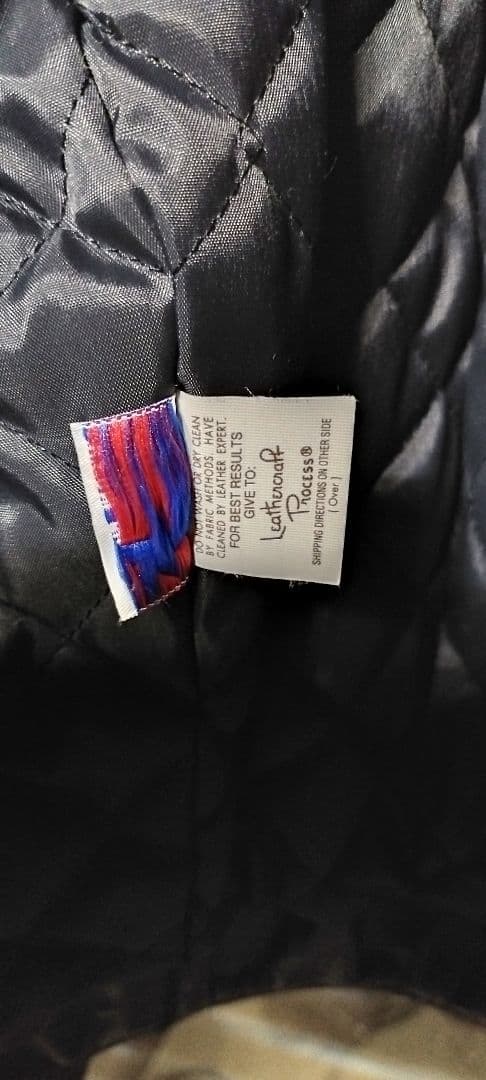 DO NOT WASH OR DRY CLEAN
BY FABRIC METHODS HAVE
CLEANED BY LEATHER EXPERT.
FOR BEST RESULTS
GIVE TO:
Leathercraft
Process®
SHIPPING DIRECTIONS ON OTHER SIDE
(Over)